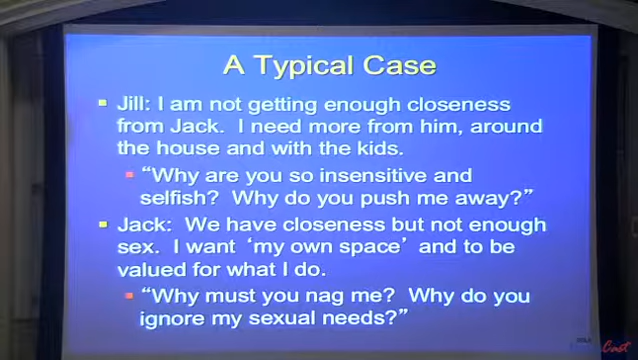 A Typical Case
Jill: I am not getting enough closeness
from Jack. I need more from him, around
the house and with the kids.
“Why are you so insensitive and
selfish? Why do you push me away?”
Jack: We have closeness but not enough
sex. I want ‘my own space’ and to be
valued for what I do.
“Why must you nag me? Why do you
ignore my sexual needs?”
Cast